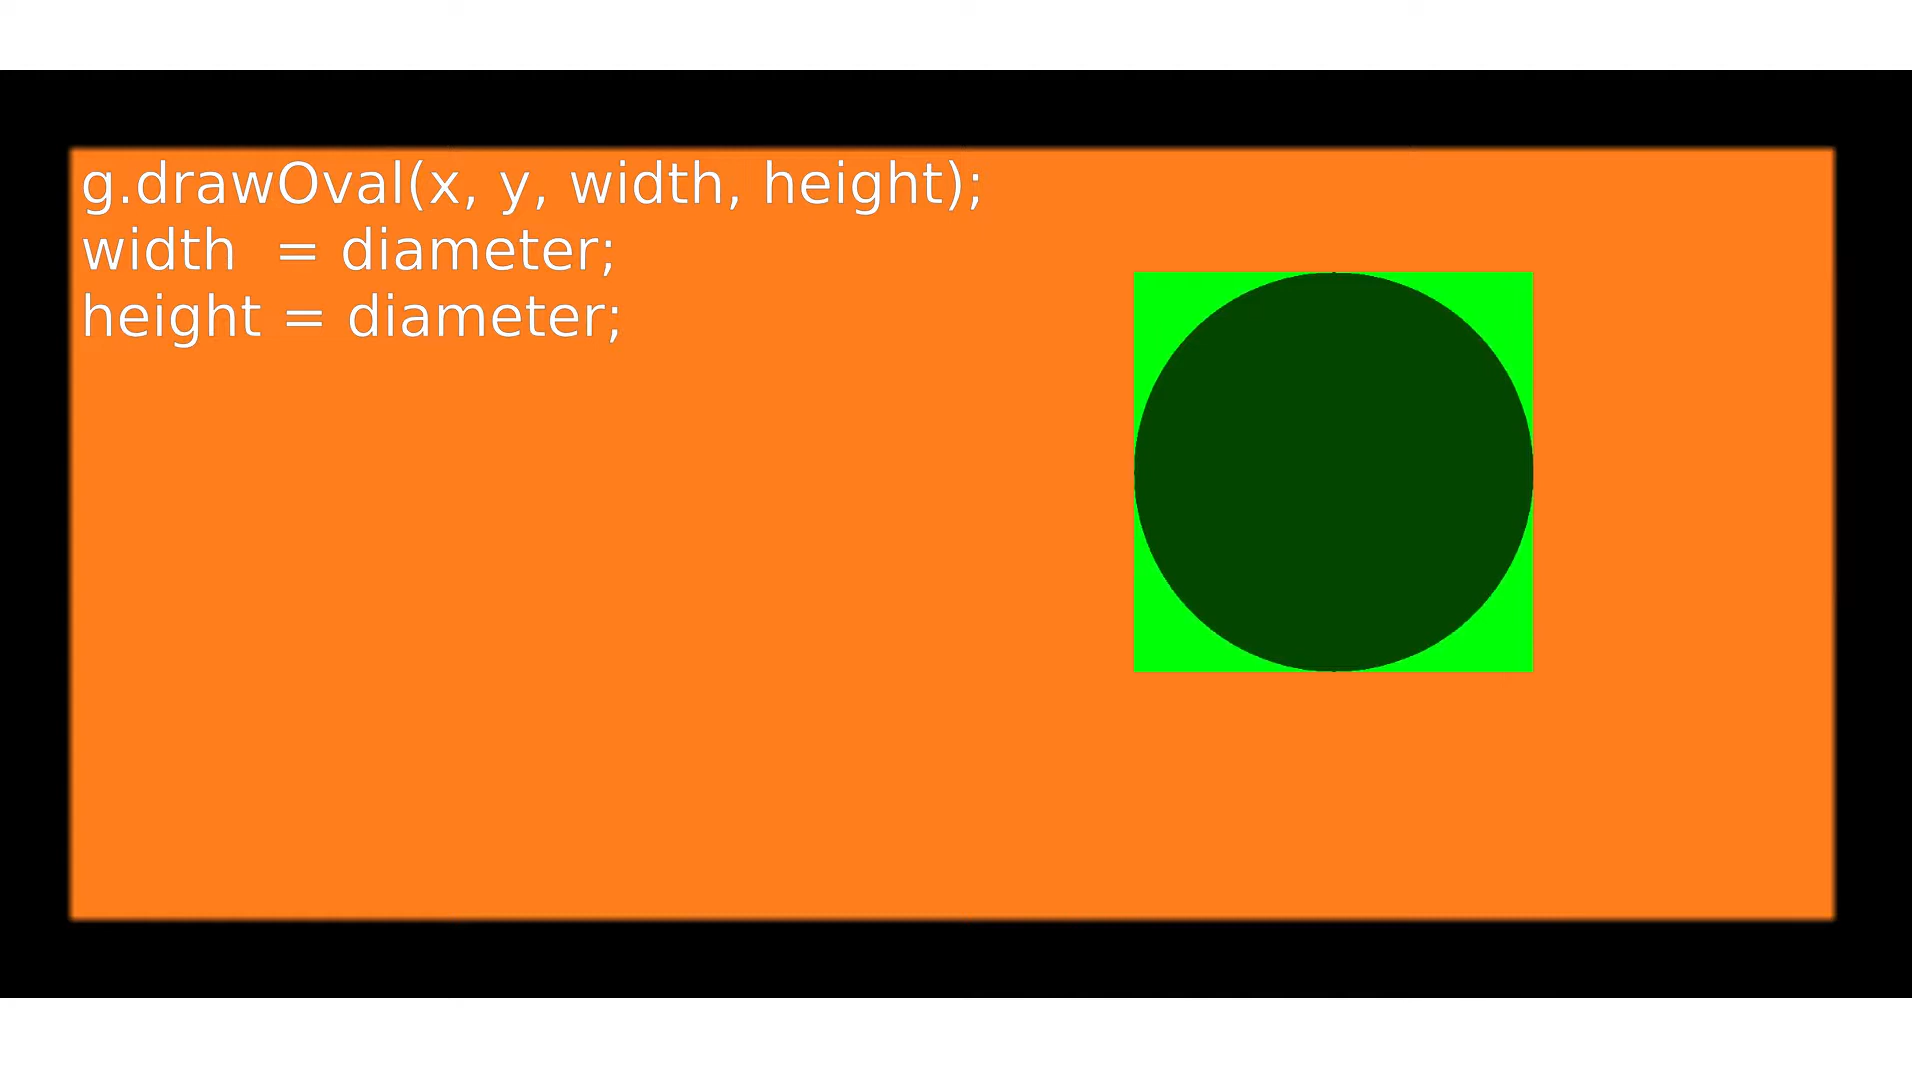 g.drawOval(x, y, width, height);
width  = diameter;
height = diameter;